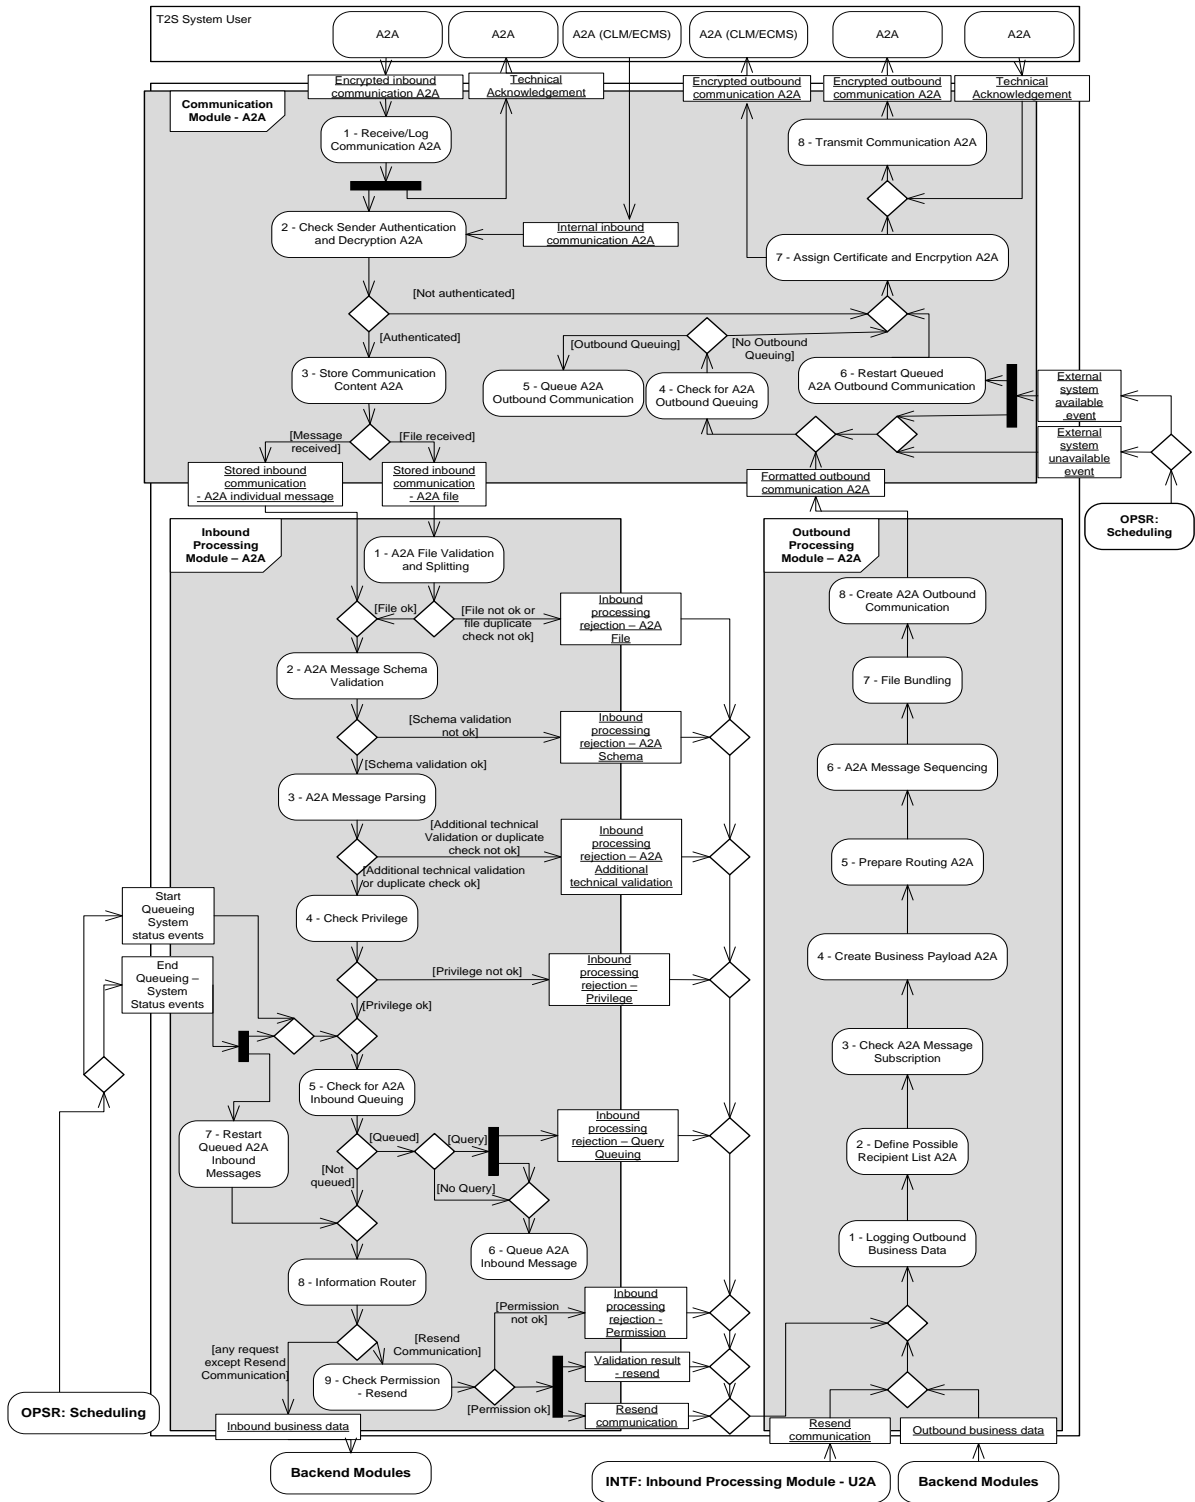 T2S System User
A2A
A2A
A2A (CLM/ECMS)
A2A (CLM/ECMS)
A2A
A2A
Encrypted inbound
communication A2A
Technical
Acknowledgement
Encrypted outbound
communication A2A
Encrypted outbound
communication A2A
Technical
Acknowledgement
Communication
Module - A2A
1 - Receive/Log
Communication A2A
8 - Transmit Communication A2A
2 - Check Sender Authentication
and Decryption A2A
Internal inbound
communication A2A
7 - Assign Certificate and Encrpytion A2A
[Not authenticated]
[Authenticated]
[Outbound Queuing]
[No Outbound
Queuing]
3 - Store Communication
Content A2A
5 - Queue A2A
Outbound Communication
4 - Check for A2A
Outbound Queuing
6 - Restart Queued
A2A Outbound Communication
External
system
available
event
External
system
unavailable
event
[Message
received]
[File received]
Stored inbound
communication
- A2A individual message
Stored inbound
communication
- A2A file
Formatted outbound
communication A2A
OPSR:
Scheduling
Inbound
Processing
Module – A2A
Outbound
Processing
Module – A2A
1 - A2A File Validation
and Splitting
[File ok]
[File not ok or
file duplicate
check not ok]
Inbound
processing
rejection – A2A
File
8 - Create A2A Outbound
Communication
2 - A2A Message Schema
Validation
7 - File Bundling
[Schema validation
not ok]
Inbound
processing
rejection – A2A
Schema
[Schema validation ok]
6 - A2A Message Sequencing
3 - A2A Message Parsing
[Additional technical
Validation or duplicate
check not ok]
Inbound
processing
rejection – A2A
Additional
technical validation
[Additional technical validation
or duplicate check ok]
5 - Prepare Routing A2A
Start
Queueing
System
status events
4 - Check Privilege
4 - Create Business Payload A2A
End
Queueing –
System
Status events
[Privilege not ok]
Inbound
processing
rejection –
Privilege
[Privilege ok]
3 - Check A2A Message
Subscription
5 - Check for A2A
Inbound Queuing
7 - Restart
Queued A2A
Inbound
Messages
[Queued]
[Query]
Inbound
processing
rejection – Query
Queuing
2 - Define Possible
Recipient List A2A
[Not
queued]
[No Query]
6 - Queue A2A
Inbound Message
1 - Logging Outbound
Business Data
8 - Information Router
[Permission
not ok]
Inbound
processing
rejection -
Permission
[any request
except Resend
Communication]
[Resend
Communication]
9 - Check Permission
- Resend
Validation result
- resend
[Permission ok]
Resend
communication
OPSR: Scheduling
Inbound business data
Resend
communication
Outbound business data
Backend Modules
INTF: Inbound Processing Module - U2A
Backend Modules